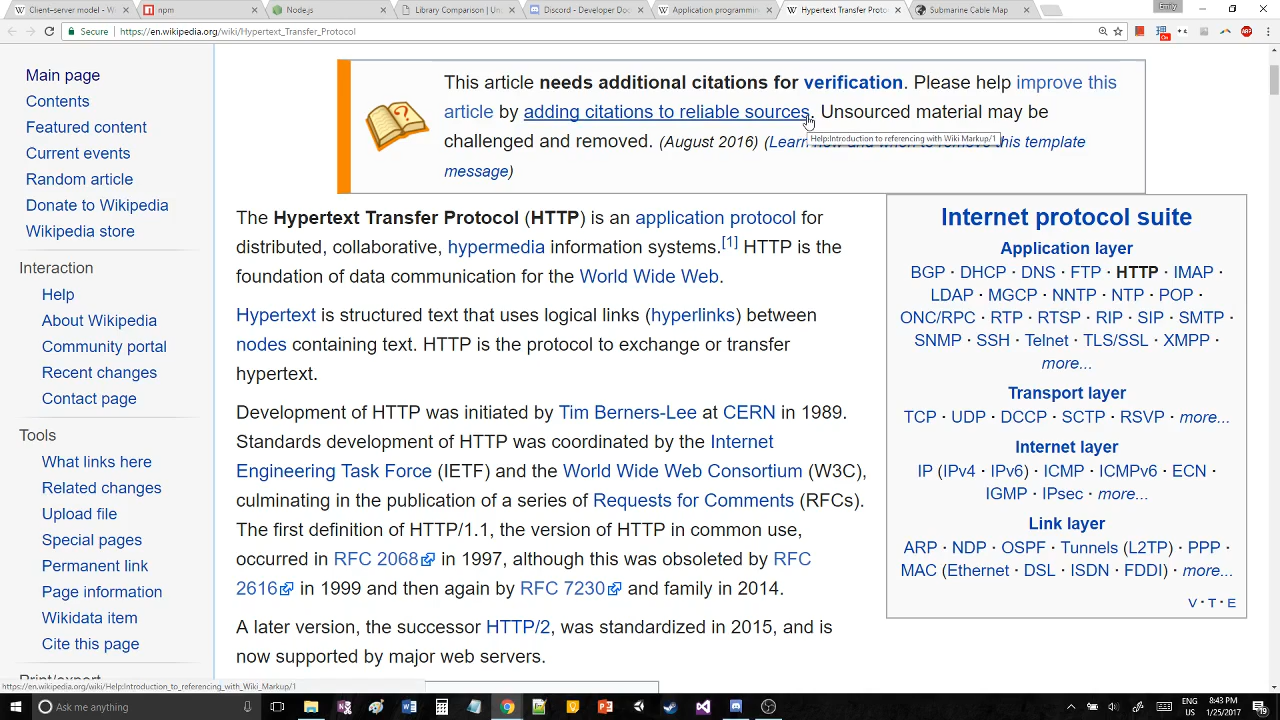 Client–server model - W
npm
Node.js
Library Comparison | Un
Discord - Developer Doc
Application programmin
Hypertext Transfer Proto
Submarine Cable Map
Emily
Secure | https://en.wikipedia.org/wiki/Hypertext_Transfer_Protocol
Main page
Contents
Featured content
Current events
Random article
Donate to Wikipedia
Wikipedia store
Interaction
Help
About Wikipedia
Community portal
Recent changes
Contact page
Tools
What links here
Related changes
Upload file
Special pages
Permanent link
Page information
Wikidata item
Cite this page
Print/export
This article needs additional citations for verification. Please help improve this
article by adding citations to reliable sources. Unsourced material may be
Help:Introduction to referencing with Wiki Markup/1
challenged and removed. (August 2016) (Learn how and when to remove this template
message)
The Hypertext Transfer Protocol (HTTP) is an application protocol for
distributed, collaborative, hypermedia information systems.[1] HTTP is the
foundation of data communication for the World Wide Web.
Hypertext is structured text that uses logical links (hyperlinks) between
nodes containing text. HTTP is the protocol to exchange or transfer
hypertext.
Development of HTTP was initiated by Tim Berners-Lee at CERN in 1989.
Standards development of HTTP was coordinated by the Internet
Engineering Task Force (IETF) and the World Wide Web Consortium (W3C),
culminating in the publication of a series of Requests for Comments (RFCs).
The first definition of HTTP/1.1, the version of HTTP in common use,
occurred in RFC 2068 in 1997, although this was obsoleted by RFC
2616 in 1999 and then again by RFC 7230 and family in 2014.
A later version, the successor HTTP/2, was standardized in 2015, and is
now supported by major web servers.
Internet protocol suite
Application layer
BGP · DHCP · DNS · FTP · HTTP · IMAP ·
LDAP · MGCP · NNTP · NTP · POP ·
ONC/RPC · RTP · RTSP · RIP · SIP · SMTP ·
SNMP · SSH · Telnet · TLS/SSL · XMPP ·
more...
Transport layer
TCP · UDP · DCCP · SCTP · RSVP · more...
Internet layer
IP (IPv4 · IPv6) · ICMP · ICMPv6 · ECN ·
IGMP · IPsec · more...
Link layer
ARP · NDP · OSPF · Tunnels (L2TP) · PPP ·
MAC (Ethernet · DSL · ISDN · FDDI) · more...
V · T · E
https://en.wikipedia.org/wiki/Help:Introduction_to_referencing_with_Wiki_Markup/1
Ask me anything
ENG
US
8:43 PM
1/25/2017